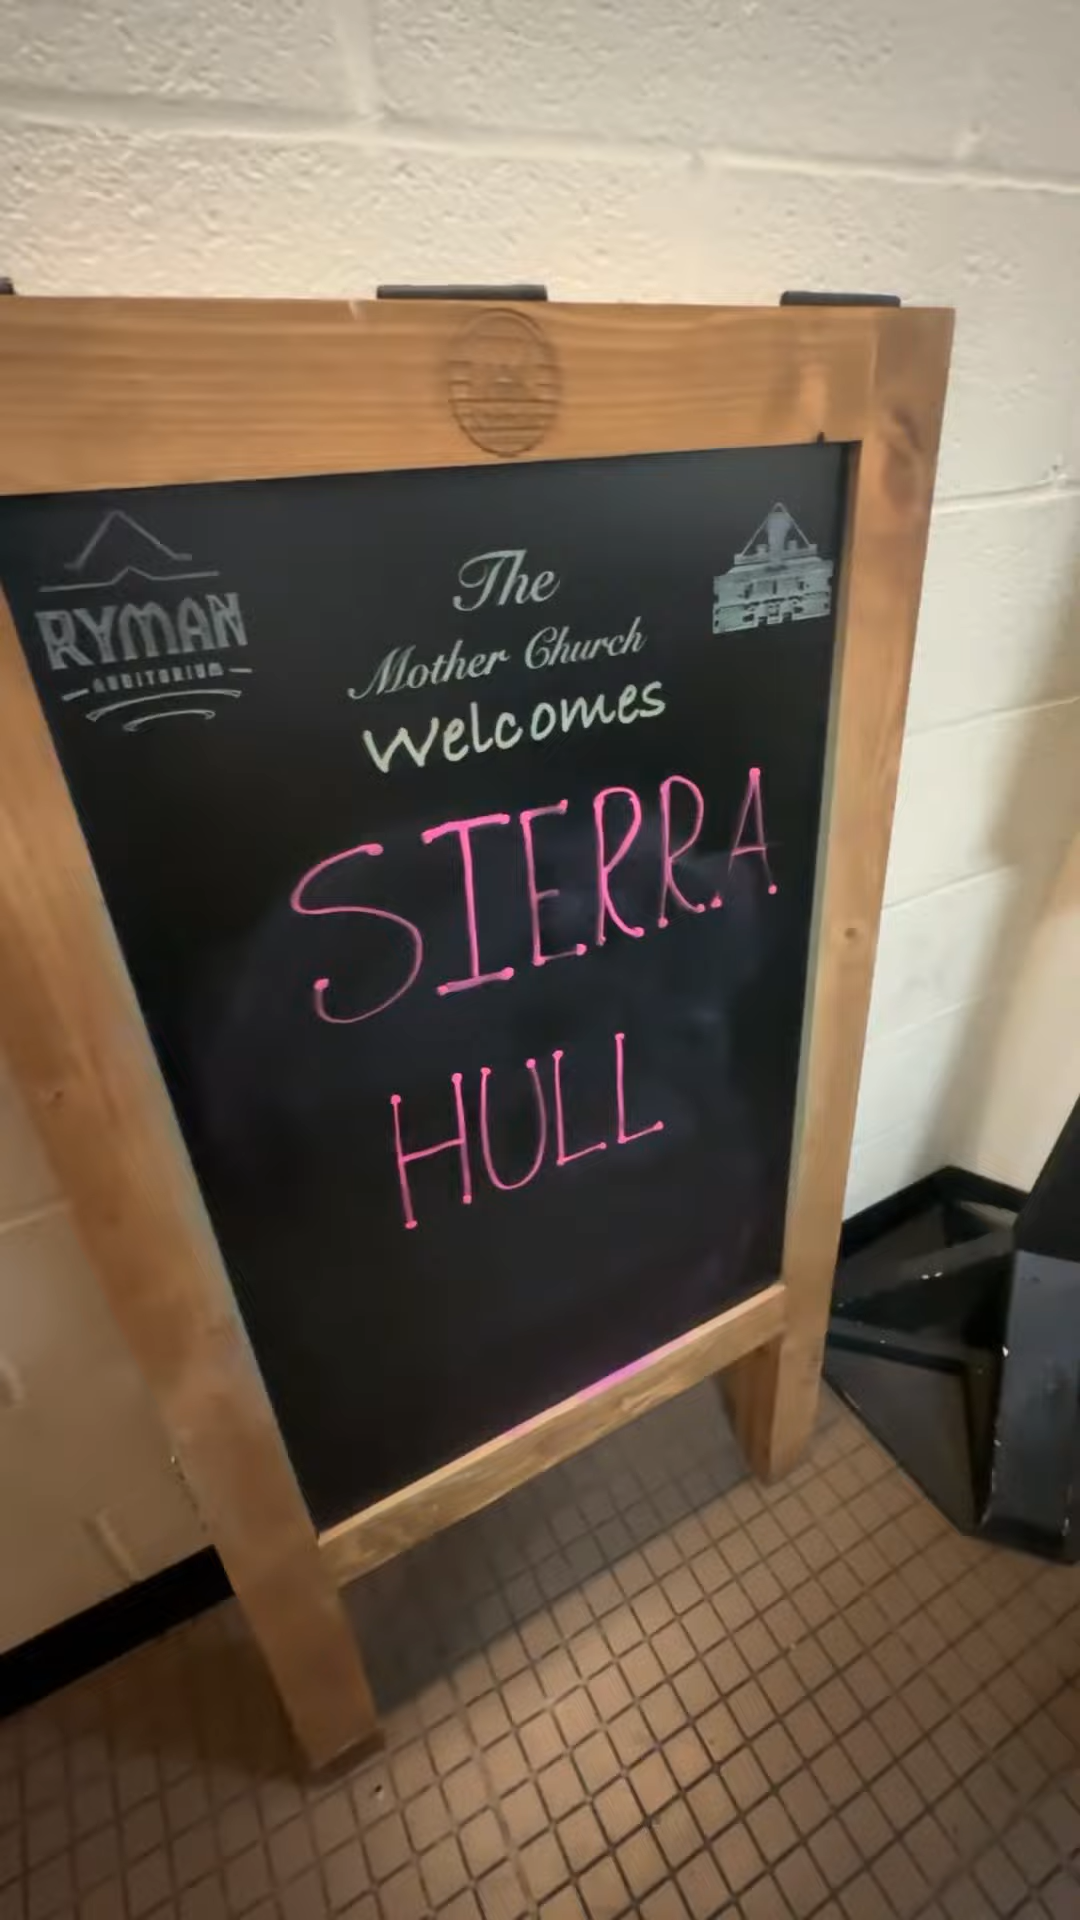 RYMAN
AUDITORIUM
The
Mother Church
Welcomes
SIERRA
HULL